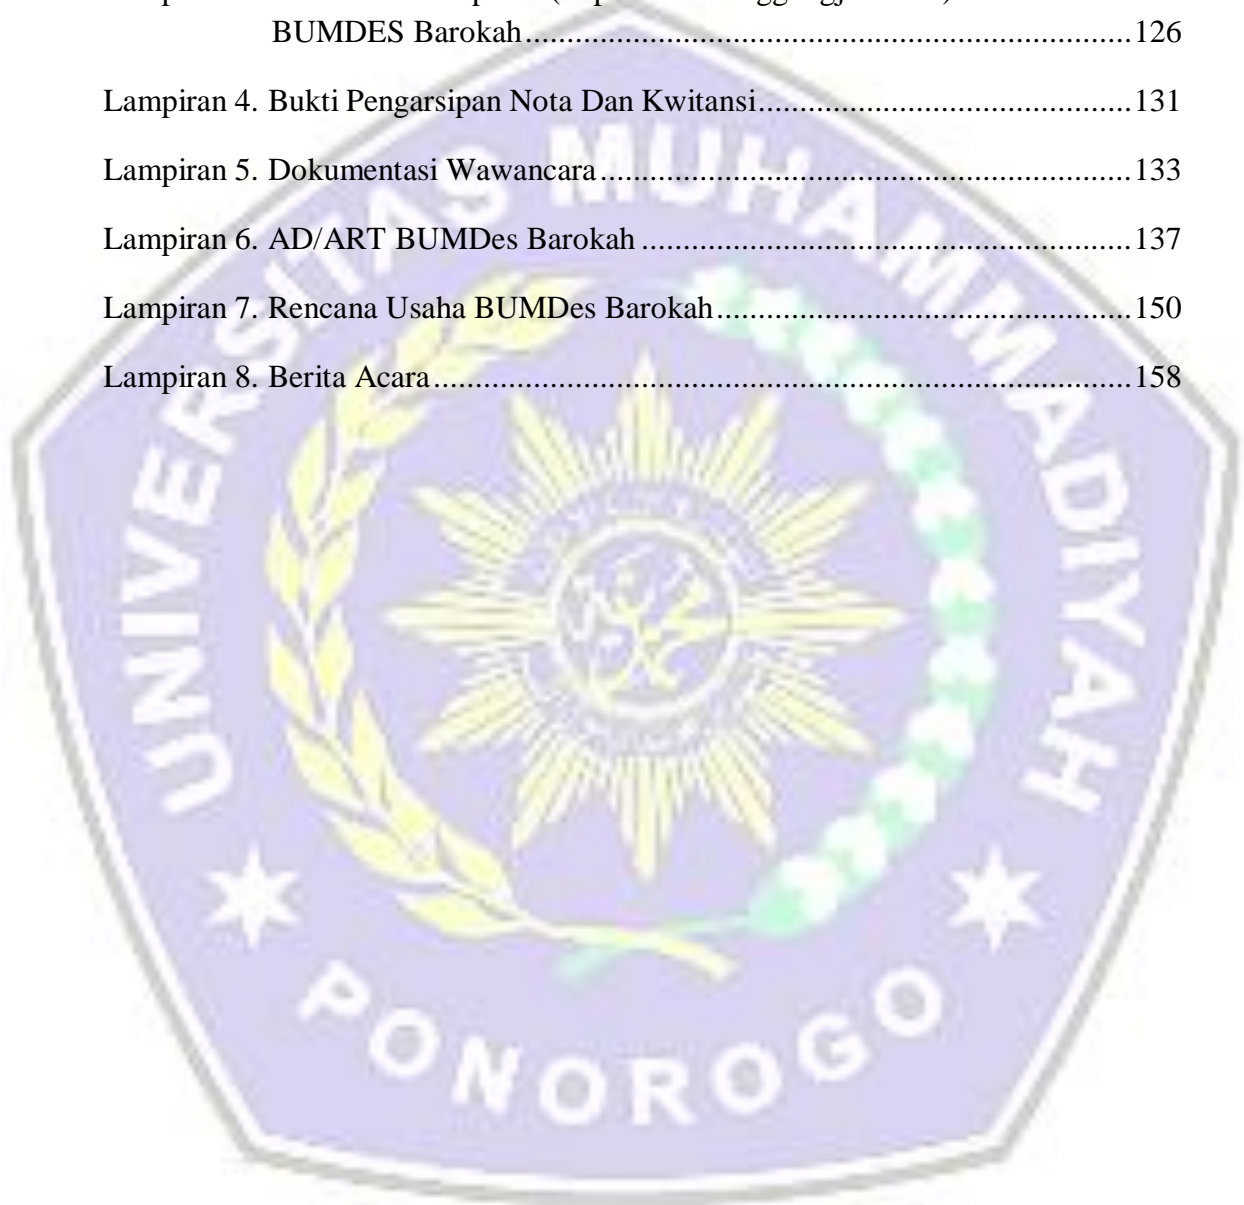 BUMDES Barokah........................................................................126
Lampiran 4. Bukti Pengarsipan Nota Dan Kwitansi............................................131
Lampiran 5. Dokumentasi Wawancara...............................................................133
Lampiran 6. AD/ART BUMDes Barokah..........................................................137
Lampiran 7. Rencana Usaha BUMDes Barokah.................................................150
Lampiran 8. Berita Acara...................................................................................158
UNIVERSITAS MUHAMMADIYAH
PONOROGO